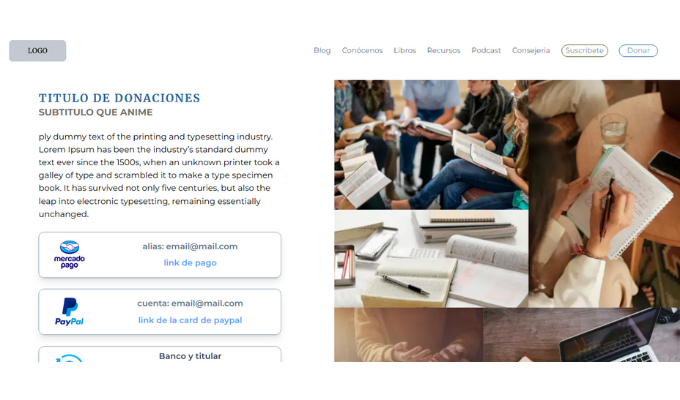 LOGO
Blog Conócenos Libros Recursos Podcast Consejería Suscríbete Donar
TITULO DE DONACIONES
SUBTITULO QUE ANIME
ply dummy text of the printing and typesetting industry.
Lorem Ipsum has been the industry's standard dummy
text ever since the 1500s, when an unknown printer took a
galley of type and scrambled it to make a type specimen
book. It has survived not only five centuries, but also the
leap into electronic typesetting, remaining essentially
unchanged.
mercado
pago
alias: email@mail.com
link de pago
PayPal
cuenta: email@mail.com
link de la card de paypal
Banco y titular